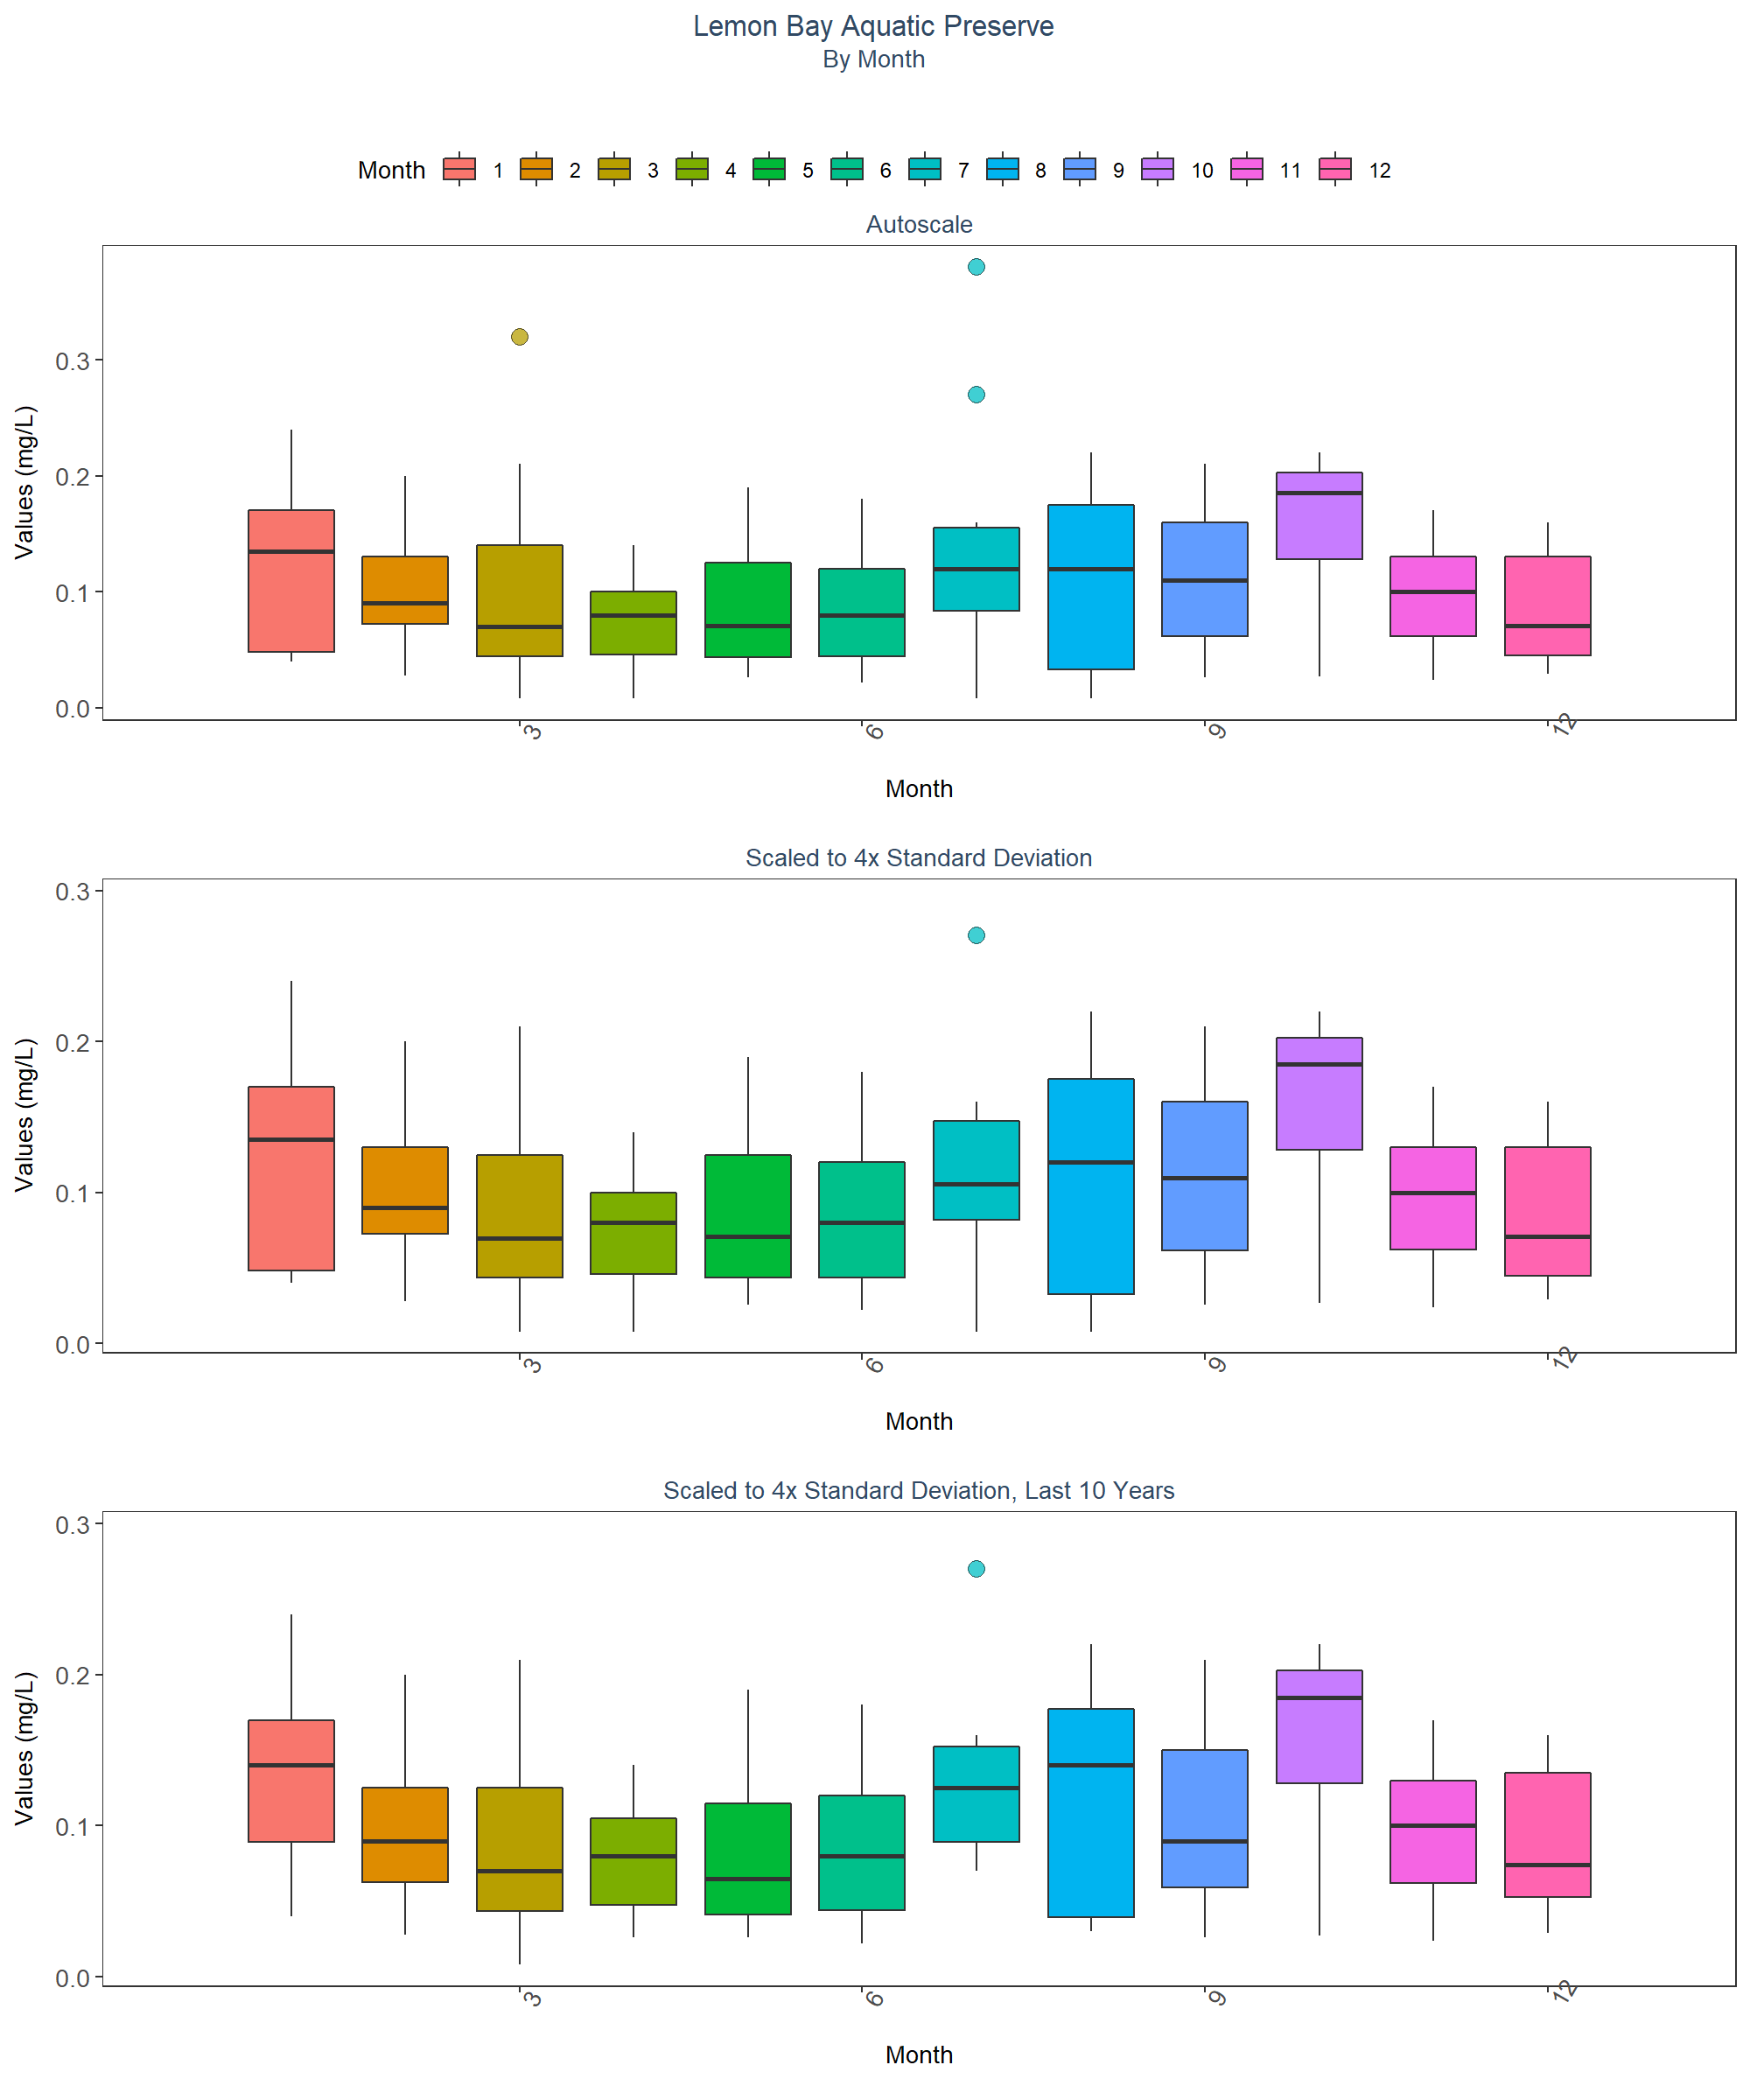 Lemon Bay Aquatic Preserve
By Month
Month 1 2 3 4 5 6 7 8 9 10 11 12
Autoscale
Values (mg/L)
0.3
0.2
0.1
0.0
3 6 9 12
Month
Scaled to 4x Standard Deviation
Values (mg/L)
0.3
0.2
0.1
0.0
3 6 9 12
Month
Scaled to 4x Standard Deviation, Last 10 Years
Values (mg/L)
0.3
0.2
0.1
0.0
3 6 9 12
Month